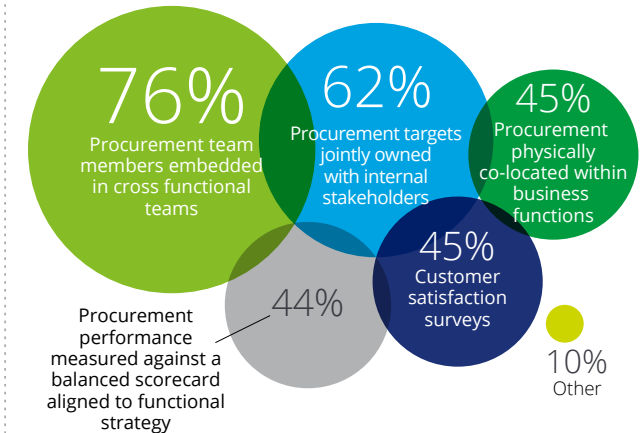 76%
Procurement team
members embedded
in cross functional
teams
62%
Procurement targets
jointly owned
with internal
stakeholders
45%
Procurement
physically
co-located within
business
functions
44%
Procurement
performance
measured against a
balanced scorecard
aligned to functional
strategy
45%
Customer
satisfaction
surveys
10%
Other